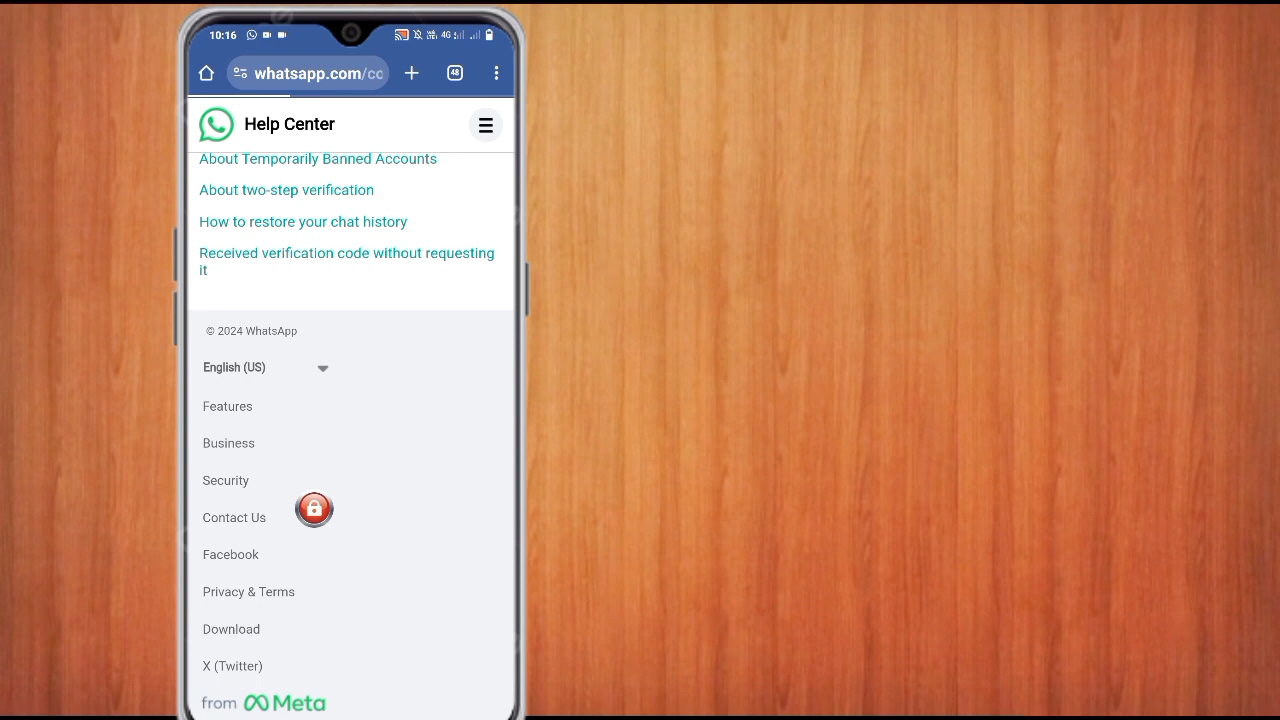 10:16
4G
whatsapp.com/cc
48
Help Center
About Temporarily Banned Accounts
About two-step verification
How to restore your chat history
Received verification code without requesting
it
© 2024 WhatsApp
English (US)
Features
Business
Security
Contact Us
Facebook
Privacy & Terms
Download
X (Twitter)
from Meta